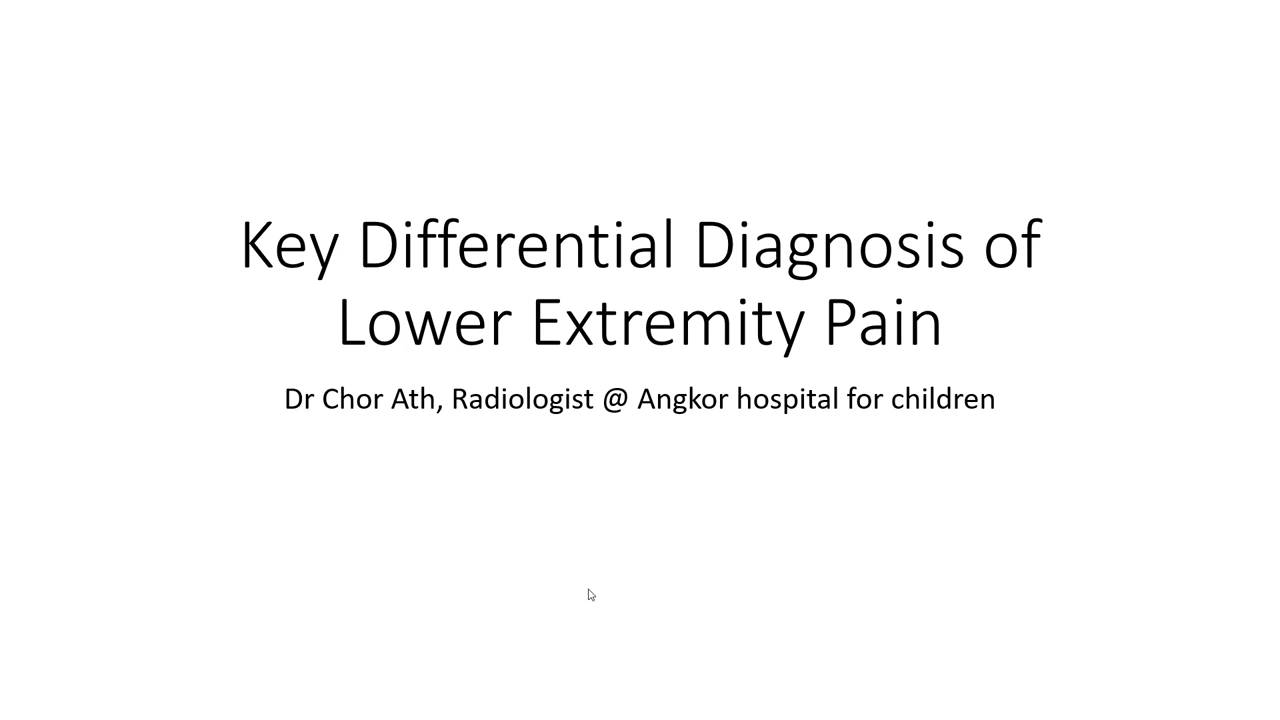 Key Differential Diagnosis of
Lower Extremity Pain
Dr Chor Ath, Radiologist @ Angkor hospital for children